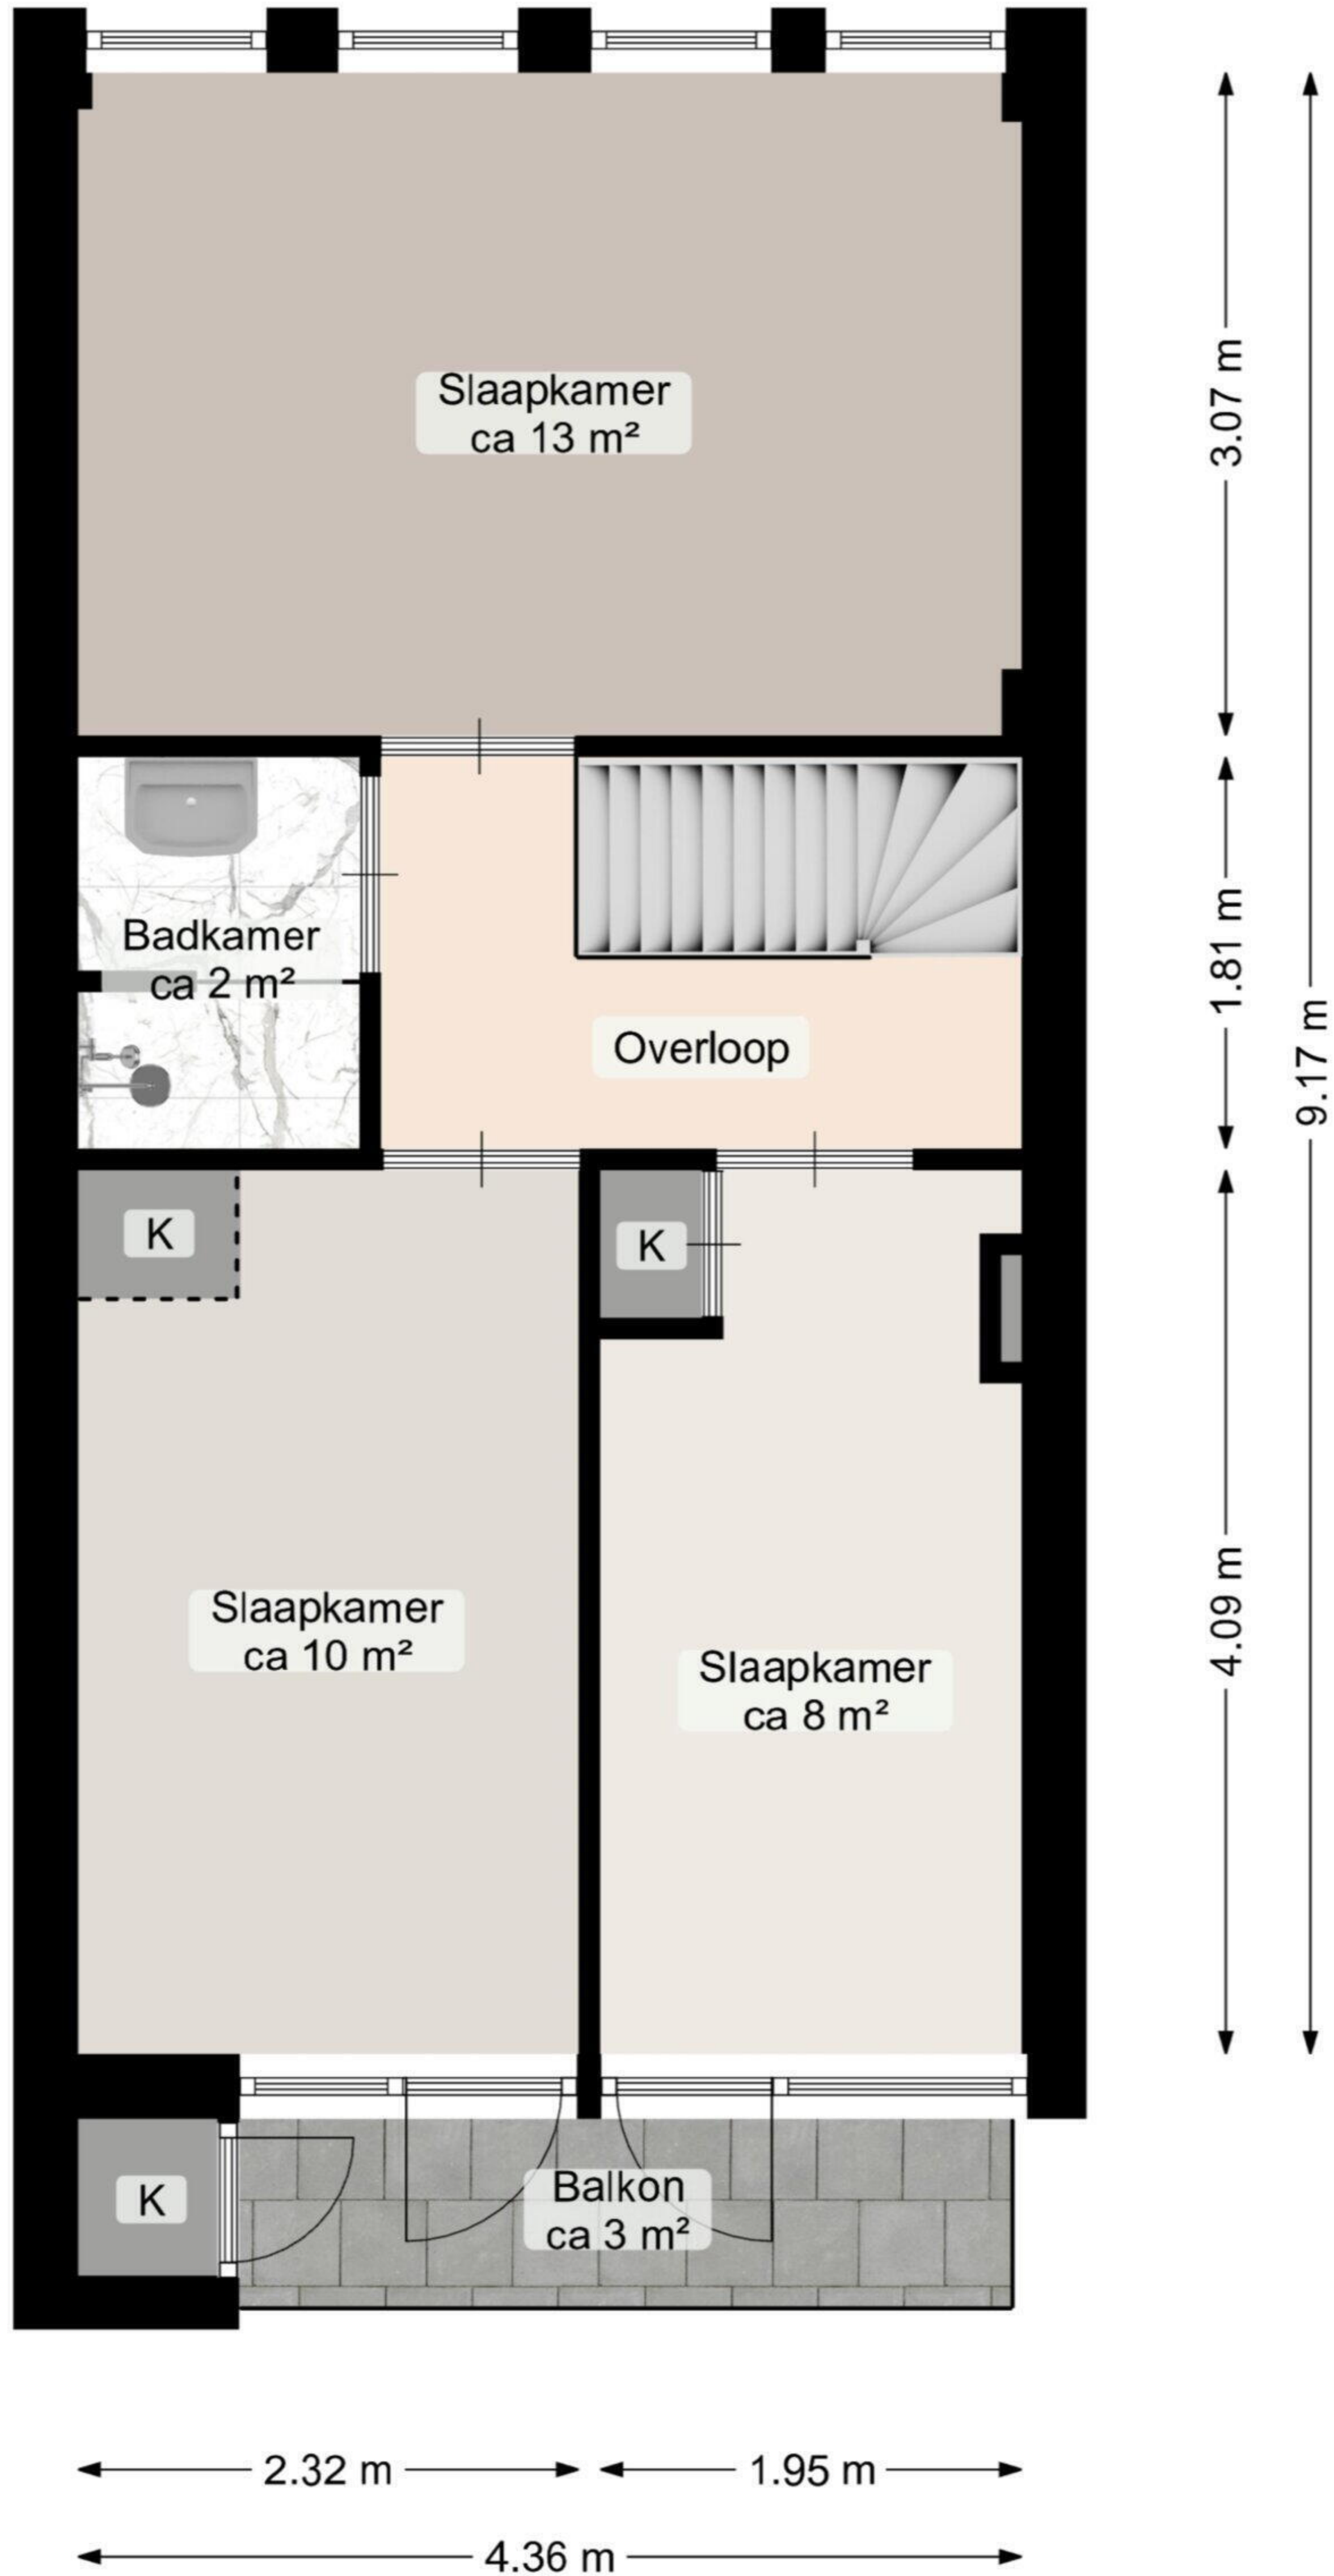 Slaapkamer
ca 13 m²
3.07 m
Badkamer
ca 2 m²
1.81 m
9.17 m
Overloop
K
K
Slaapkamer
ca 10 m²
Slaapkamer
ca 8 m²
4.09 m
K
Balkon
ca 3 m²
2.32 m
1.95 m
4.36 m